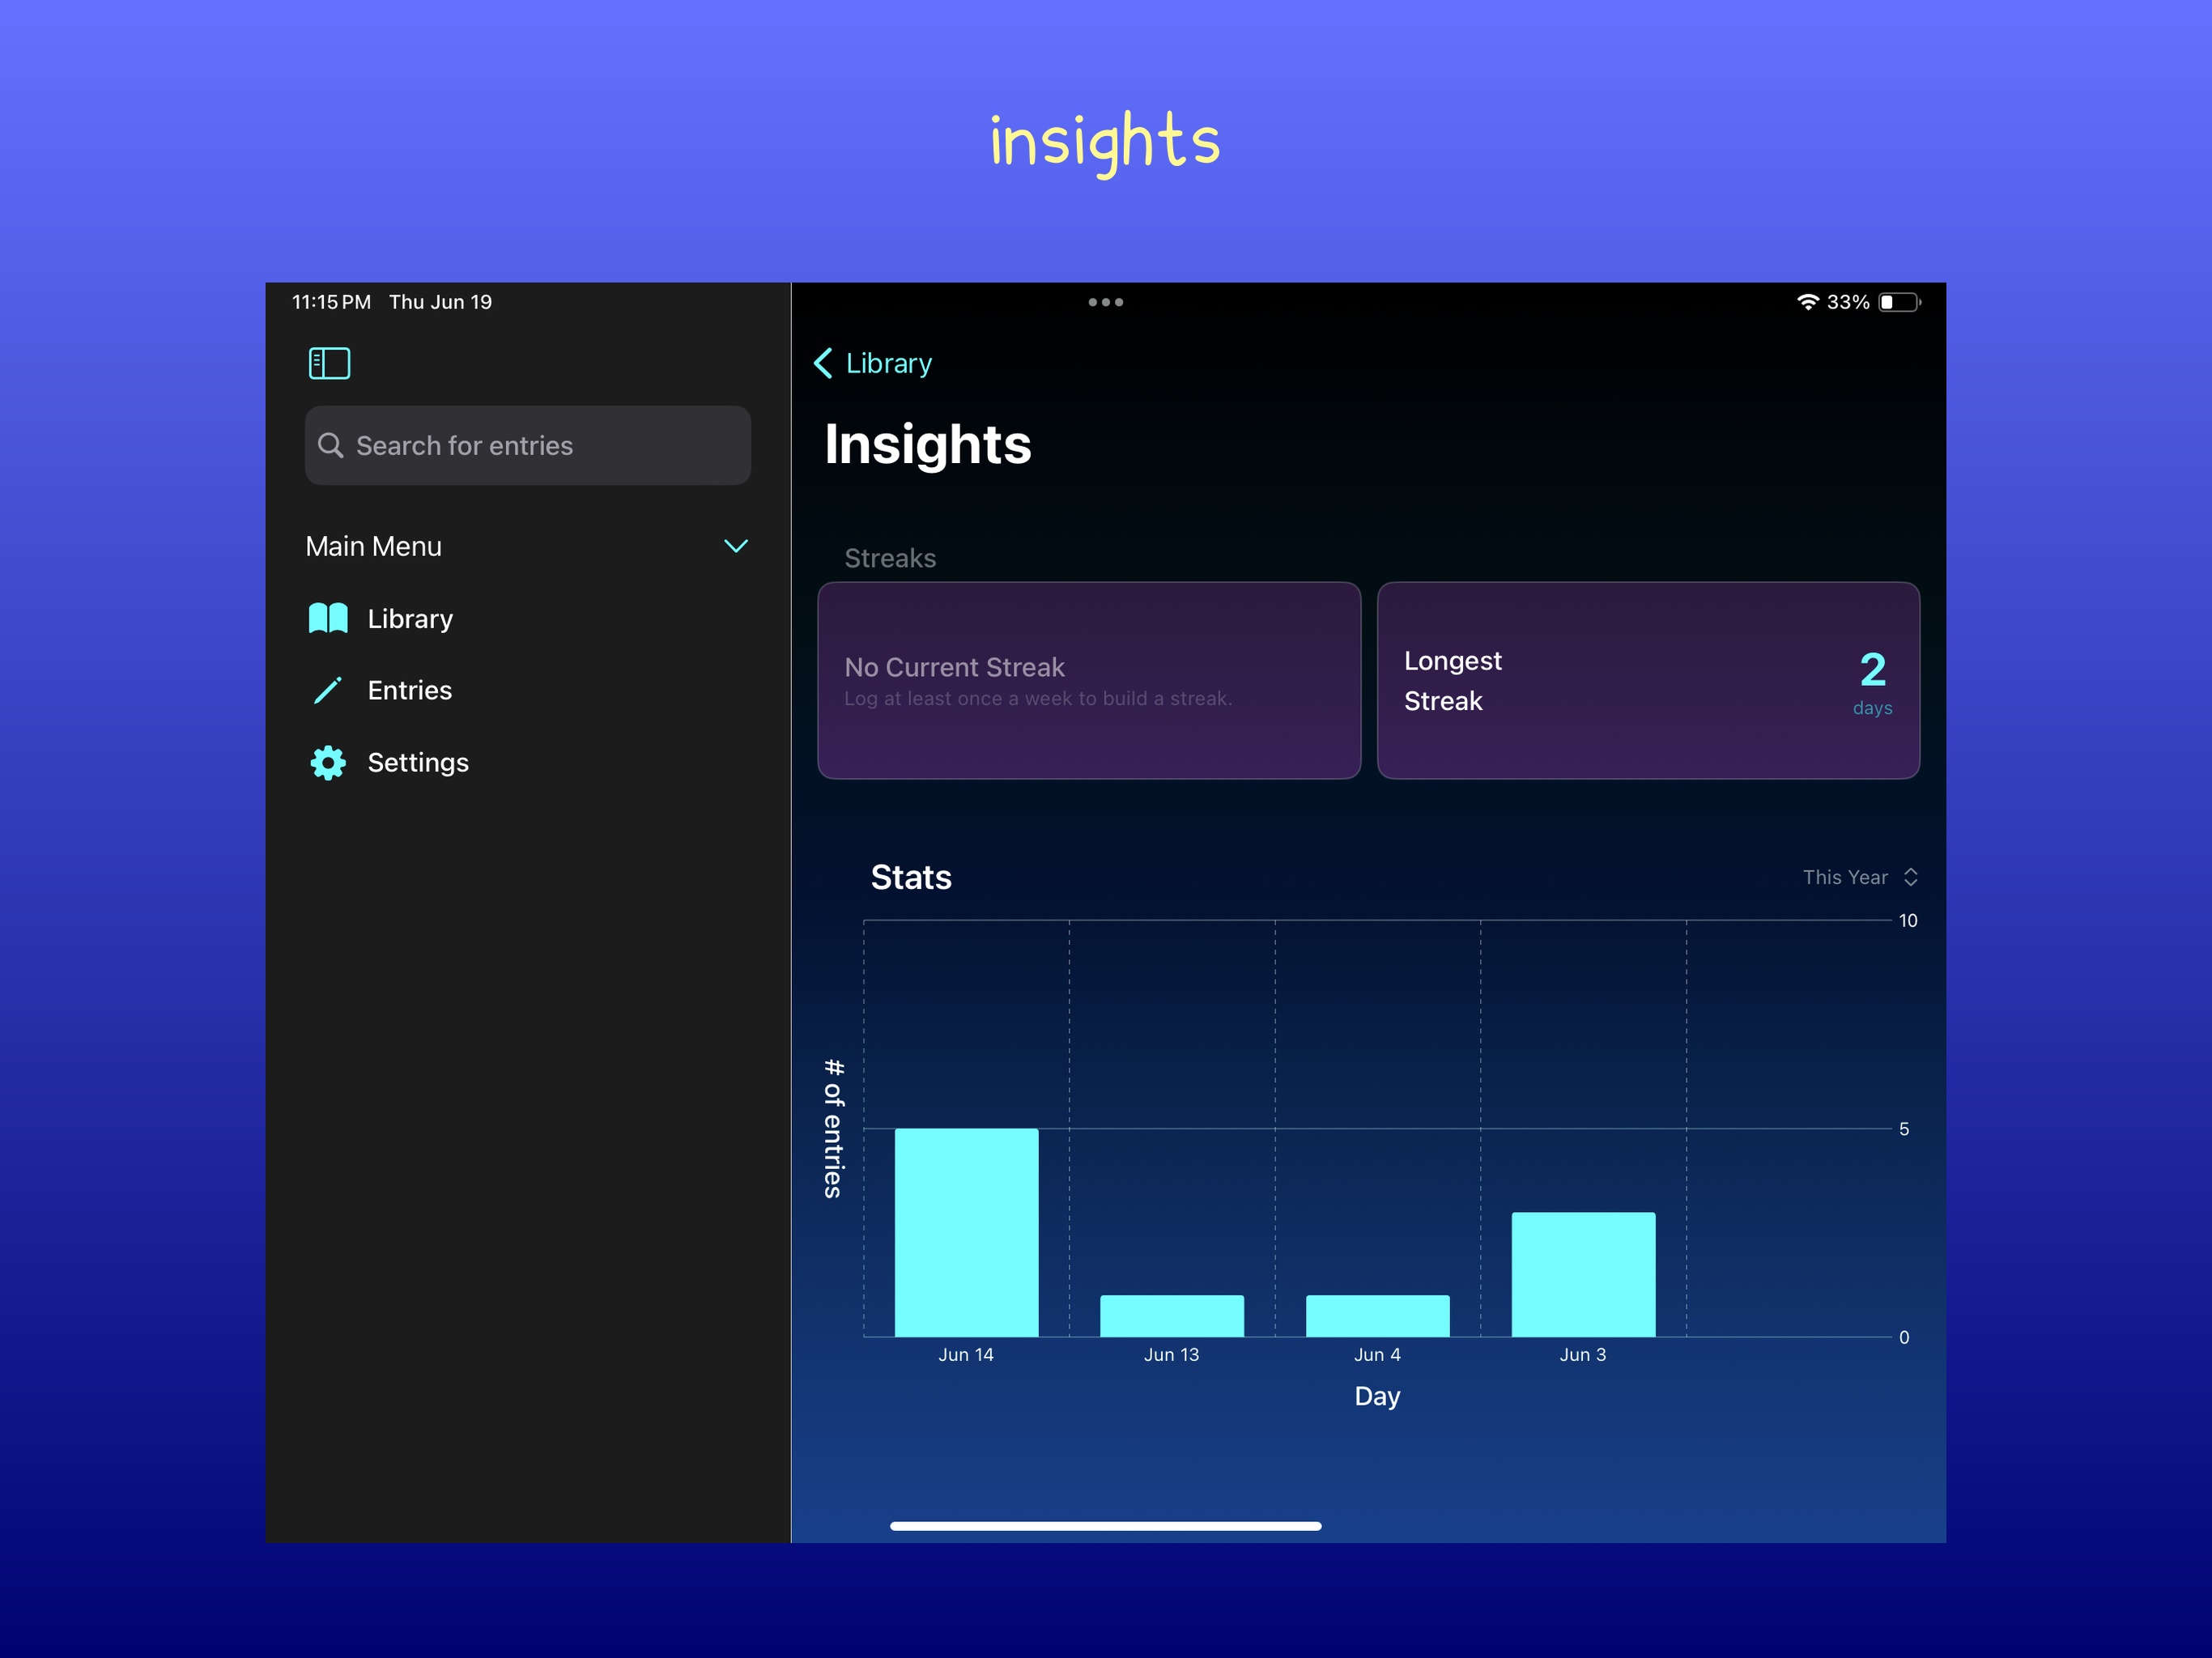 insights
11:15 PM Thu Jun 19
33%
Search for entries
Main Menu
Library
Entries
Settings
Library
Insights
Streaks
No Current Streak
Log at least once a week to build a streak.
Longest
Streak
2
days
Stats
This Year
10
5
0
# of entries
Jun 14 Jun 13 Jun 4 Jun 3
Day